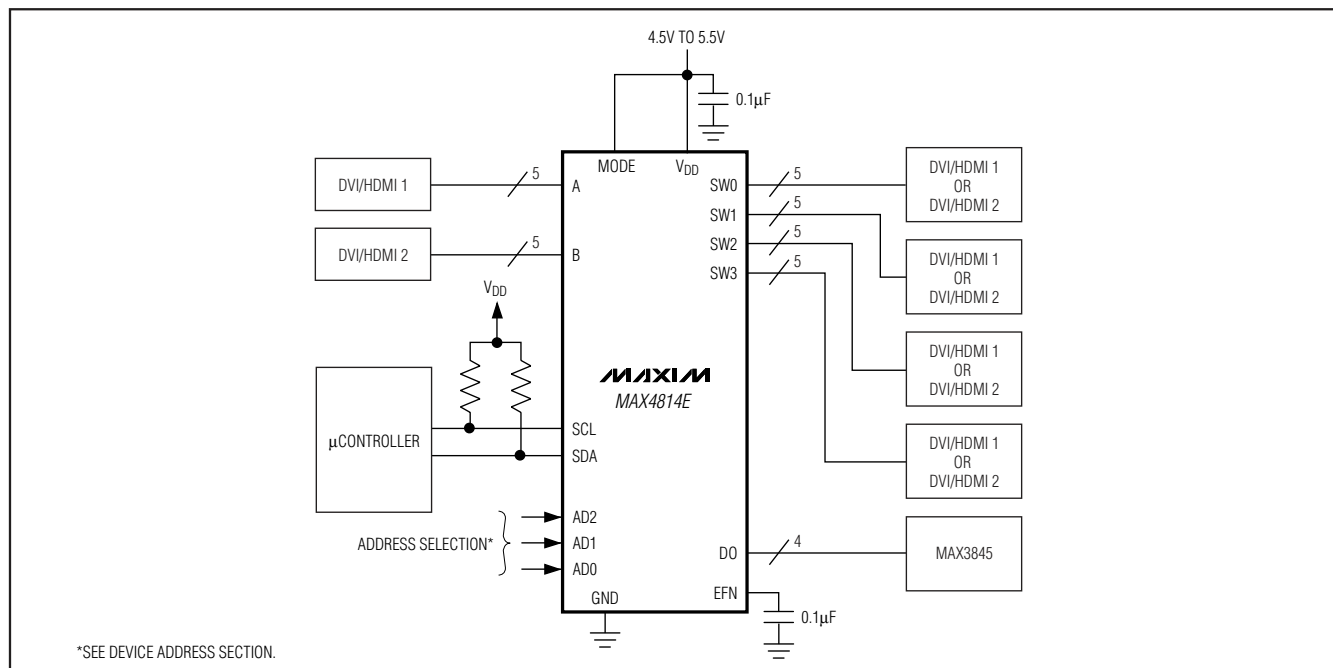 4.5V TO 5.5V
0.1μF
MODE
VDD
DVI/HDMI 1
5
A
DVI/HDMI 2
5
B
VDD
μCONTROLLER
SCL
SDA
ADDRESS SELECTION*
AD2
AD1
AD0
GND
MAXIM
MAX4814E
SW0
5
SW1
5
SW2
5
SW3
5
DVI/HDMI 1
OR
DVI/HDMI 2
DVI/HDMI 1
OR
DVI/HDMI 2
DVI/HDMI 1
OR
DVI/HDMI 2
DVI/HDMI 1
OR
DVI/HDMI 2
DO
4
MAX3845
EFN
0.1μF
*SEE DEVICE ADDRESS SECTION.